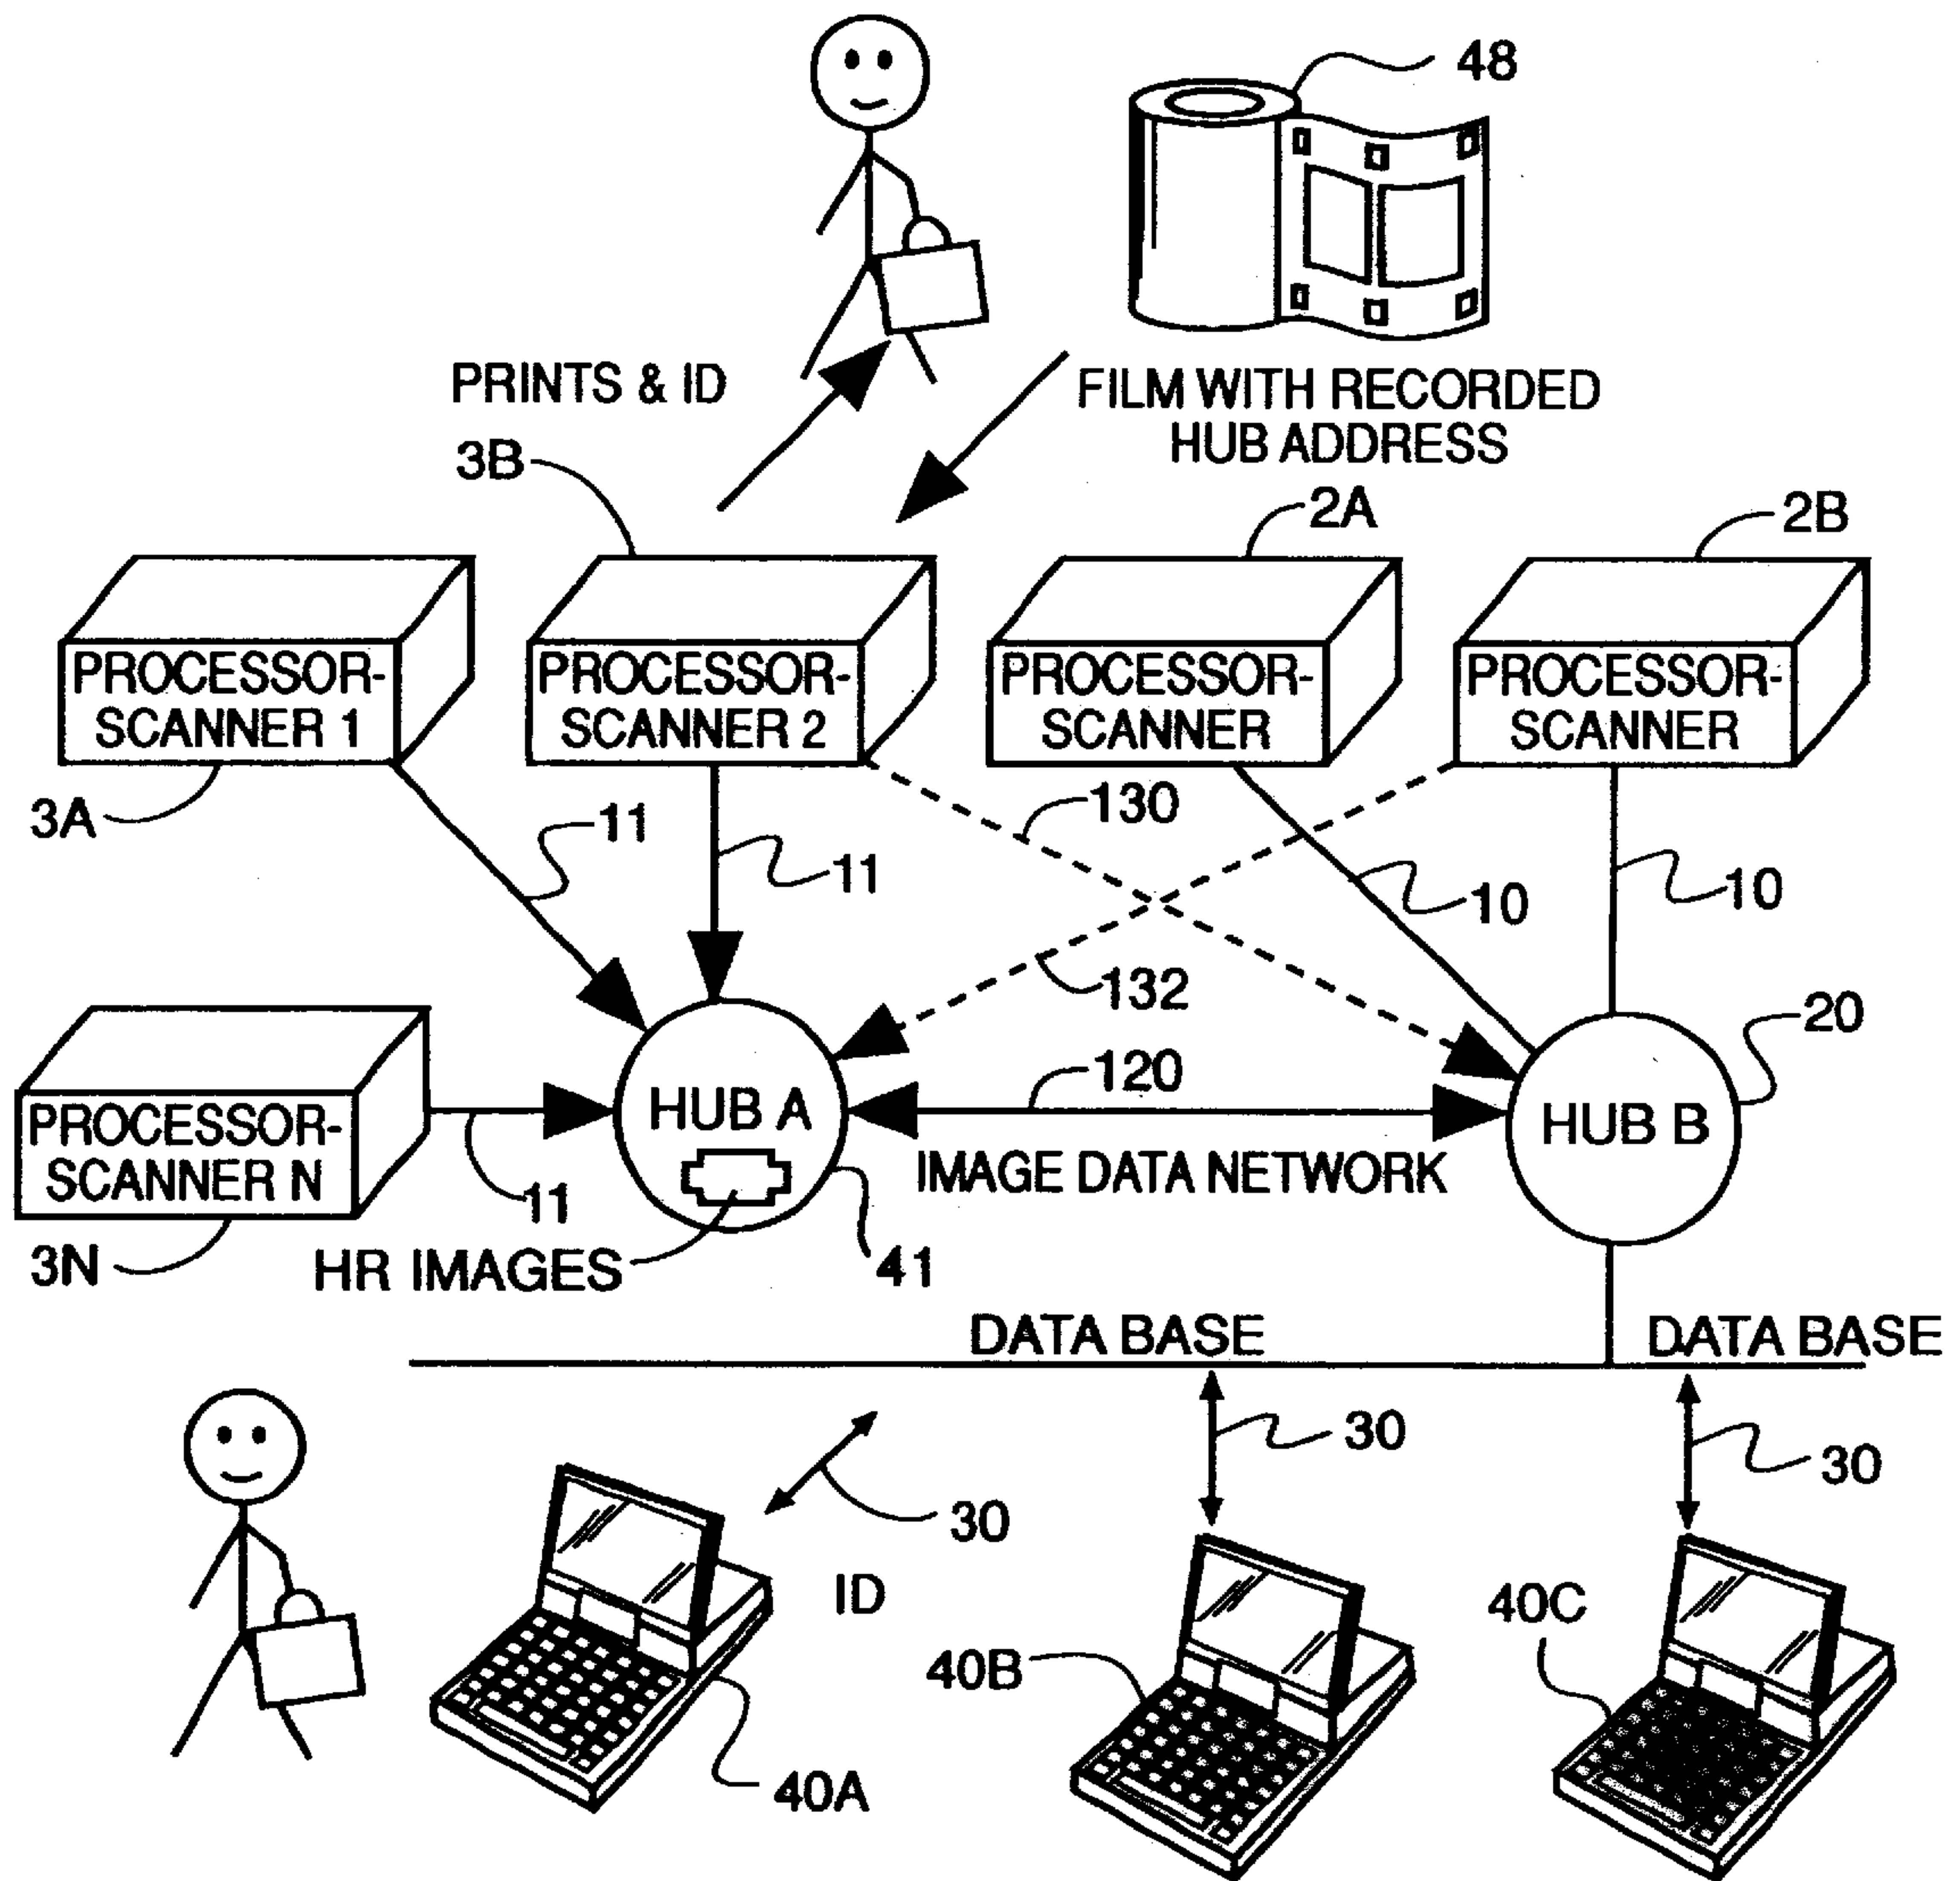 48
PRINTS & ID
FILM WITH RECORDED
HUB ADDRESS
3B
2A
2B
PROCESSOR-
SCANNER 1
PROCESSOR-
SCANNER 2
PROCESSOR-
SCANNER
PROCESSOR-
SCANNER
3A
11
11
130
10
10
132
20
120
HUB A
HUB B
PROCESSOR-
SCANNER N
11
IMAGE DATA NETWORK
3N
HR IMAGES
41
DATA BASE
DATA BASE
30
30
30
ID
40A
40B
40C